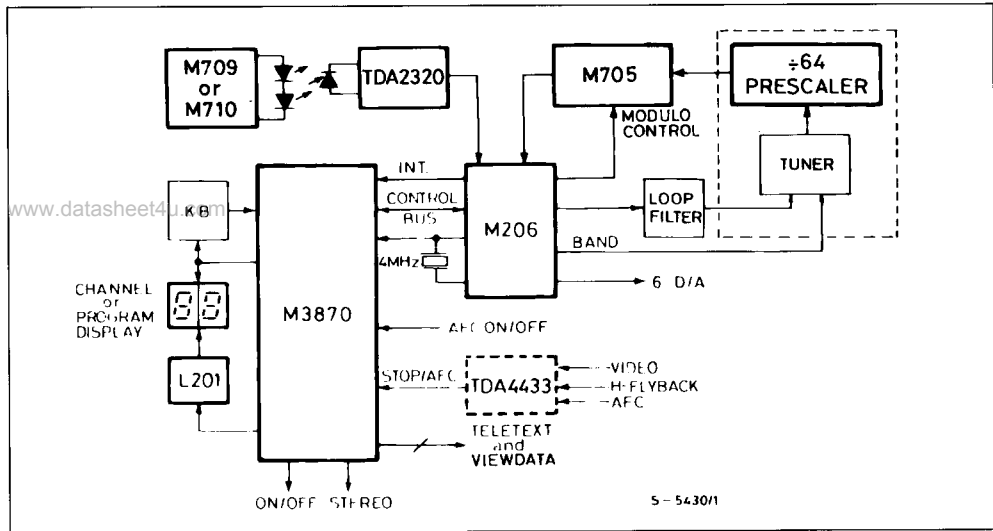 M709
or
M710
TDA2320
M705
÷64
PRESCALER
MODULO
CONTROL
TUNER
INT.
CONTROL
BUS
KB
www.datasheet4u.com
M206
LOOP
FILTER
BAND
4MHz
6 D/A
CHANNEL
or
PROGRAM
DISPLAY
88
M3870
AFC ON/OFF
L201
STOP/AFC
TDA4433
VIDEO
H-FLYBACK
AFC
TELETEXT
and
VIEWDATA
ON/OFF STEREO
S-5430/1